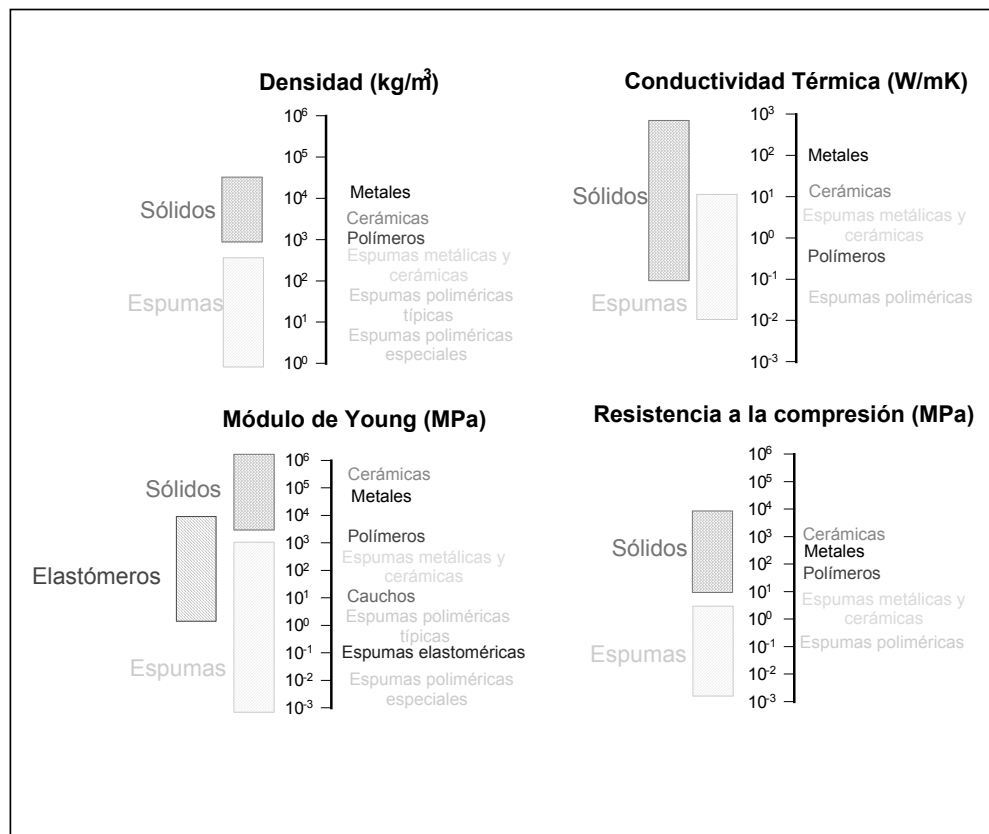 Densidad (kg/m³)
10⁶
10⁵
10⁴
10³
10²
10¹
10⁰
Sólidos
Espumas
Metales
Cerámicas
Polímeros
Espumas metálicas y
cerámicas
Espumas poliméricas
típicas
Espumas poliméricas
especiales
Conductividad Térmica (W/mK)
10³
10²
10¹
10⁰
10⁻¹
10⁻²
10⁻³
Sólidos
Espumas
Metales
Cerámicas
Espumas metálicas y
cerámicas
Polímeros
Espumas poliméricas
Módulo de Young (MPa)
10⁶
10⁵
10⁴
10³
10²
10¹
10⁰
10⁻¹
10⁻²
10⁻³
Sólidos
Elastómeros
Espumas
Cerámicas
Metales
Polímeros
Espumas metálicas y
cerámicas
Cauchos
Espumas poliméricas
típicas
Espumas elastoméricas
Espumas poliméricas
especiales
Resistencia a la compresión (MPa)
10⁶
10⁵
10⁴
10³
10²
10¹
10⁰
10⁻¹
10⁻²
10⁻³
Sólidos
Espumas
Cerámicas
Metales
Polímeros
Espumas metálicas y
cerámicas
Espumas poliméricas